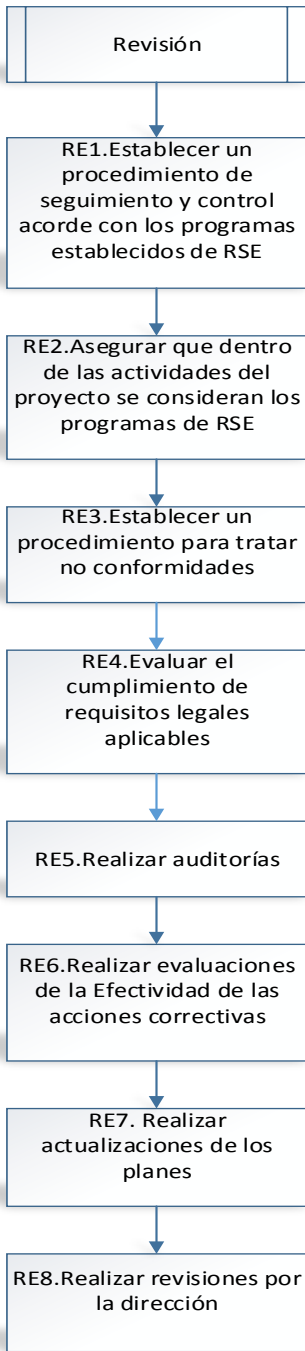 Revisión
RE1.Establecer un
procedimiento de
seguimiento y control
acorde con los programas
establecidos de RSE
RE2.Asegurar que dentro
de las actividades del
proyecto se consideran los
programas de RSE
RE3.Establecer un
procedimiento para tratar
no conformidades
RE4.Evaluar el
cumplimiento de
requisitos legales
aplicables
RE5.Realizar auditorías
RE6.Realizar evaluaciones
de la Efectividad de las
acciones correctivas
RE7. Realizar
actualizaciones de los
planes
RE8.Realizar revisiones por
la dirección